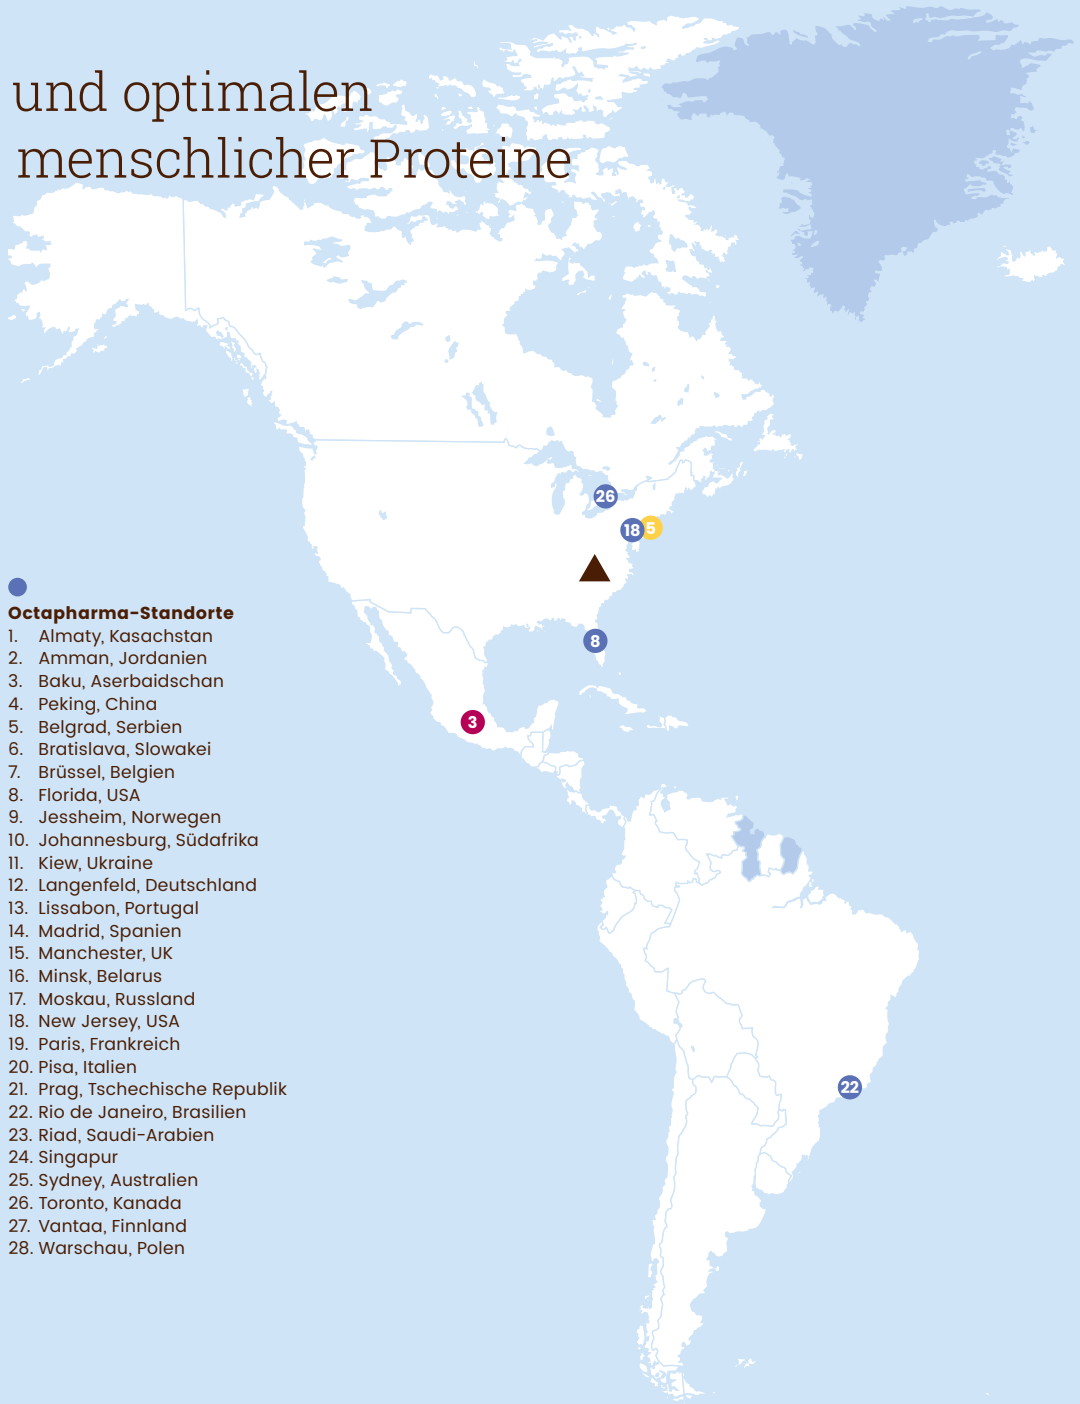 und optimalen
menschlicher Proteine
26
18
5
8
3
22
Octapharma-Standorte
1. Almaty, Kasachstan
2. Amman, Jordanien
3. Baku, Aserbaidschan
4. Peking, China
5. Belgrad, Serbien
6. Bratislava, Slowakei
7. Brüssel, Belgien
8. Florida, USA
9. Jessheim, Norwegen
10. Johannesburg, Südafrika
11. Kiew, Ukraine
12. Langenfeld, Deutschland
13. Lissabon, Portugal
14. Madrid, Spanien
15. Manchester, UK
16. Minsk, Belarus
17. Moskau, Russland
18. New Jersey, USA
19. Paris, Frankreich
20. Pisa, Italien
21. Prag, Tschechische Republik
22. Rio de Janeiro, Brasilien
23. Riad, Saudi-Arabien
24. Singapur
25. Sydney, Australien
26. Toronto, Kanada
27. Vantaa, Finnland
28. Warschau, Polen